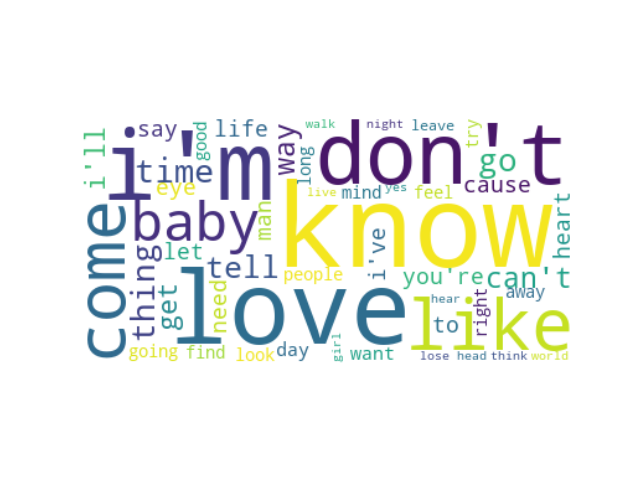 i'll
say
good
life
way
long
walk
night
leave
try
i'm
don't
time
eye
go
cause
live
mind
yes
feel
come
baby
man
know
heart
thing
let
tell
i've
people
you're
can't
get
need
love
hear
away
like
to
right
going
find
look
day
girl
want
lose
head
think
world